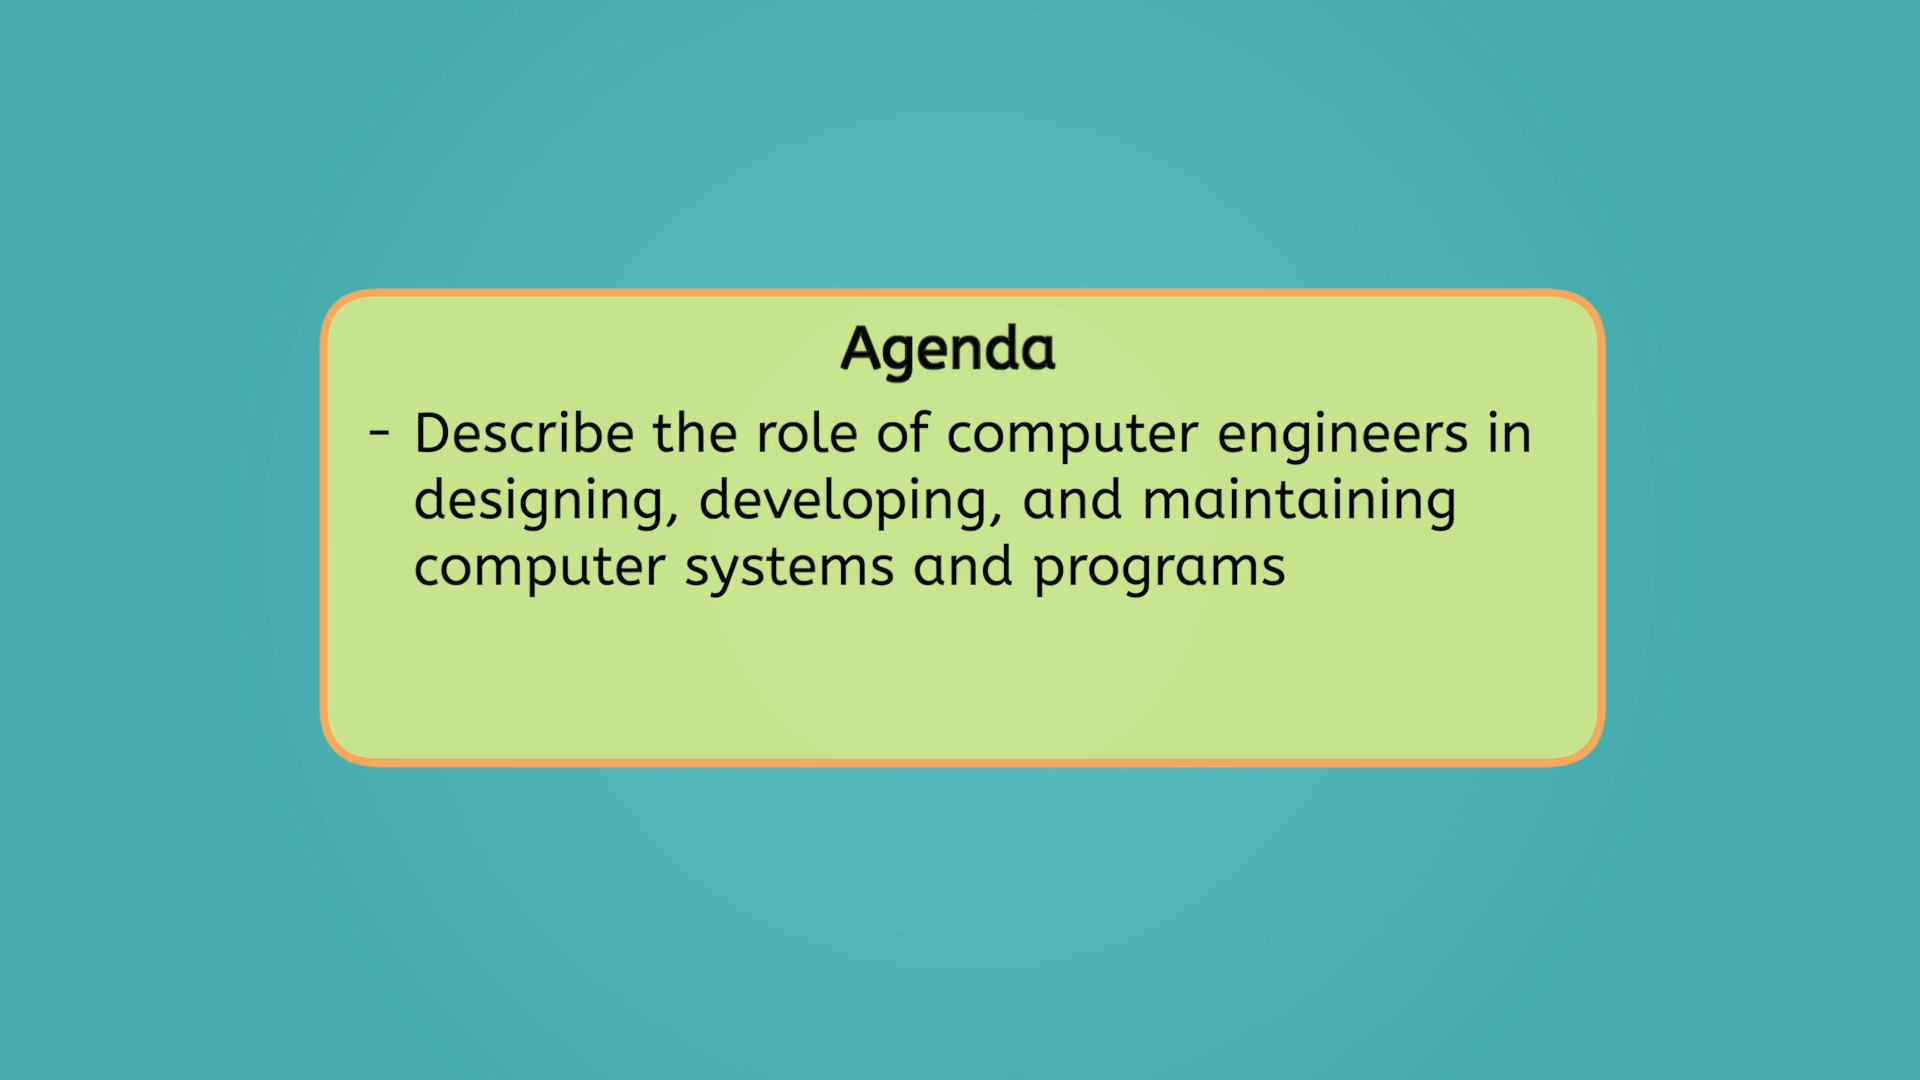 Agenda
- Describe the role of computer engineers in
designing, developing, and maintaining
computer systems and programs